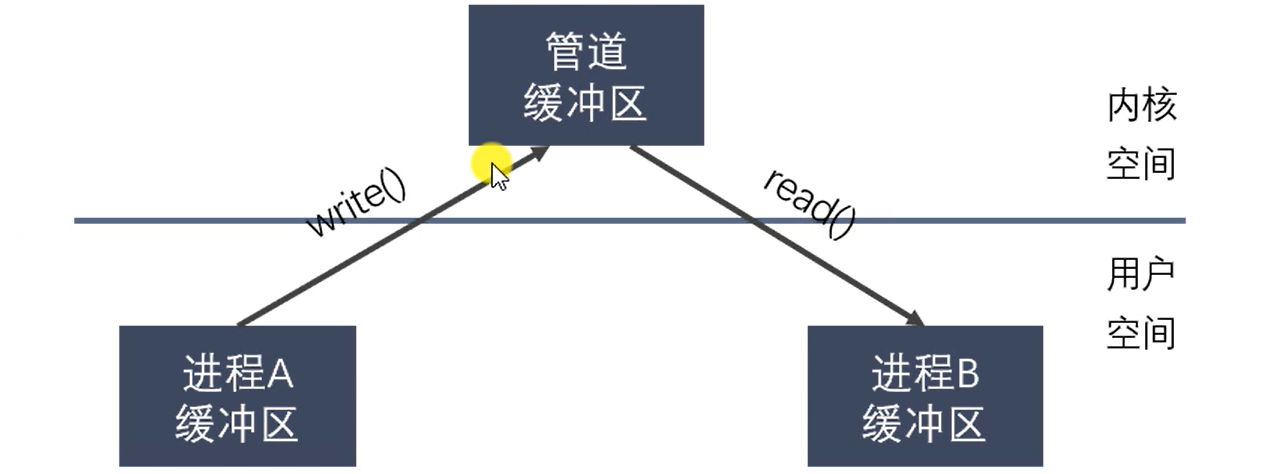 管道
缓冲区
内核
空间
write()
read()
用户
空间
进程A
缓冲区
进程B
缓冲区